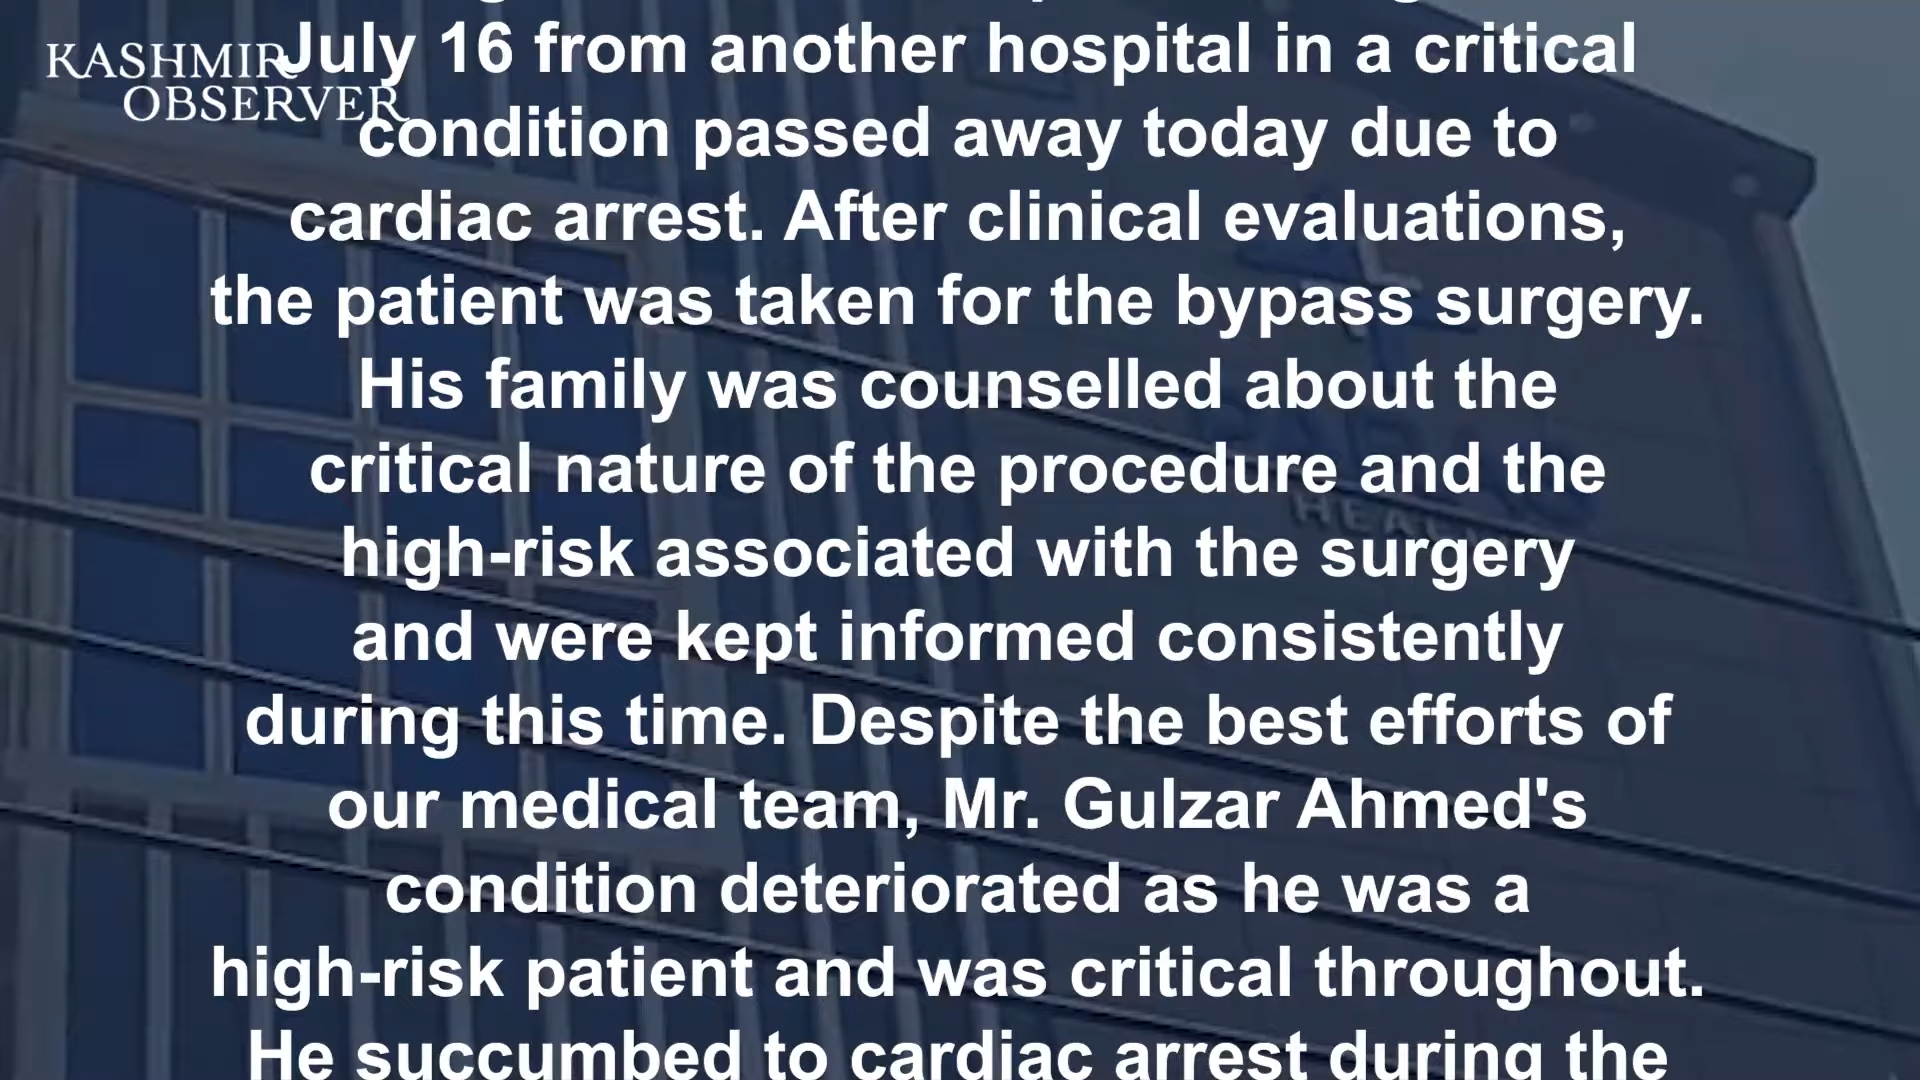 KASHMIR
OBSERVER
July 16 from another hospital in a critical
condition passed away today due to
cardiac arrest. After clinical evaluations,
the patient was taken for the bypass surgery.
His family was counselled about the
critical nature of the procedure and the
high-risk associated with the surgery
and were kept informed consistently
during this time. Despite the best efforts of
our medical team, Mr. Gulzar Ahmed's
condition deteriorated as he was a
high-risk patient and was critical throughout.
He succumbed to cardiac arrest during the